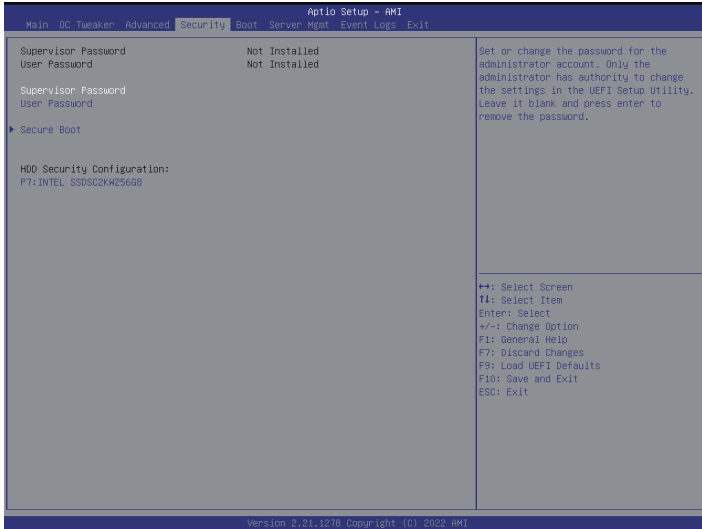 Aptio Setup – AMI
Main OC Tweaker Advanced Security Boot Server Mgmt Event Logs Exit
Supervisor Password Not Installed
User Password Not Installed
Supervisor Password
User Password
Secure Boot
HDD Security Configuration:
P7:INTEL SSDSC2KW256G8
Set or change the password for the
administrator account. Only the
administrator has authority to change
the settings in the UEFI Setup Utility.
Leave it blank and press enter to
remove the password.
↔: Select Screen
↑↓: Select Item
Enter: Select
+/-: Change Option
F1: General Help
F7: Discard Changes
F9: Load UEFI Defaults
F10: Save and Exit
ESC: Exit
Version 2.21.1278 Copyright (C) 2022 AMI